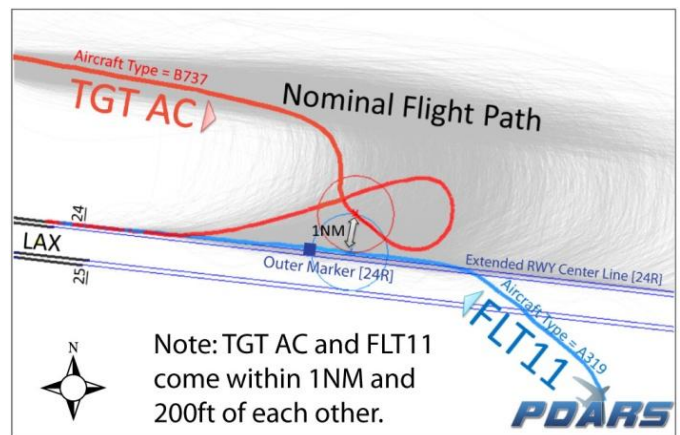 Aircraft Type = B737
TGT AC
Nominal Flight Path
24
1NM
LAX
25
Outer Marker [24R]
Extended RWY Center Line [24R]
Aircraft Type = A319
FLT11
N
Note: TGT AC and FLT11
come within 1NM and
200ft of each other.
PDARS